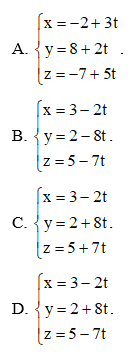 x = −2 + 3t
A. { y = 8 + 2t .
z = −7 + 5t
x = 3 − 2t
B. { y = 2 − 8t .
z = 5 − 7t
x = 3 − 2t
C. { y = 2 + 8t .
z = 5 + 7t
x = 3 − 2t
D. { y = 2 + 8t .
z = 5 − 7t